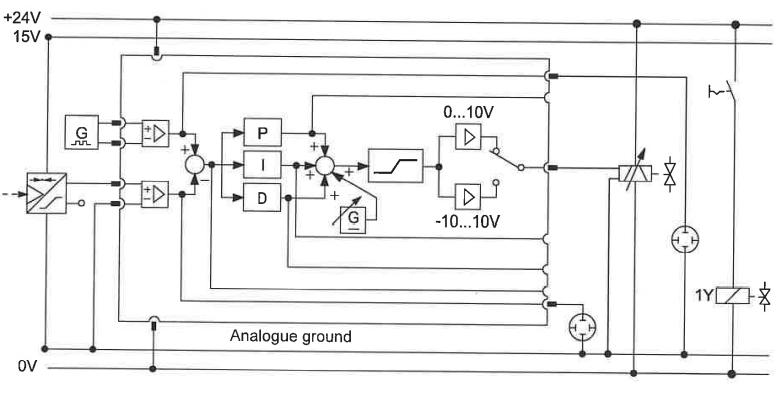 +24V
15V
0...10V
G
+
−
P
+
+
−
I
+
+
+
+
−
D
G
-10...10V
1Y
Analogue ground
0V